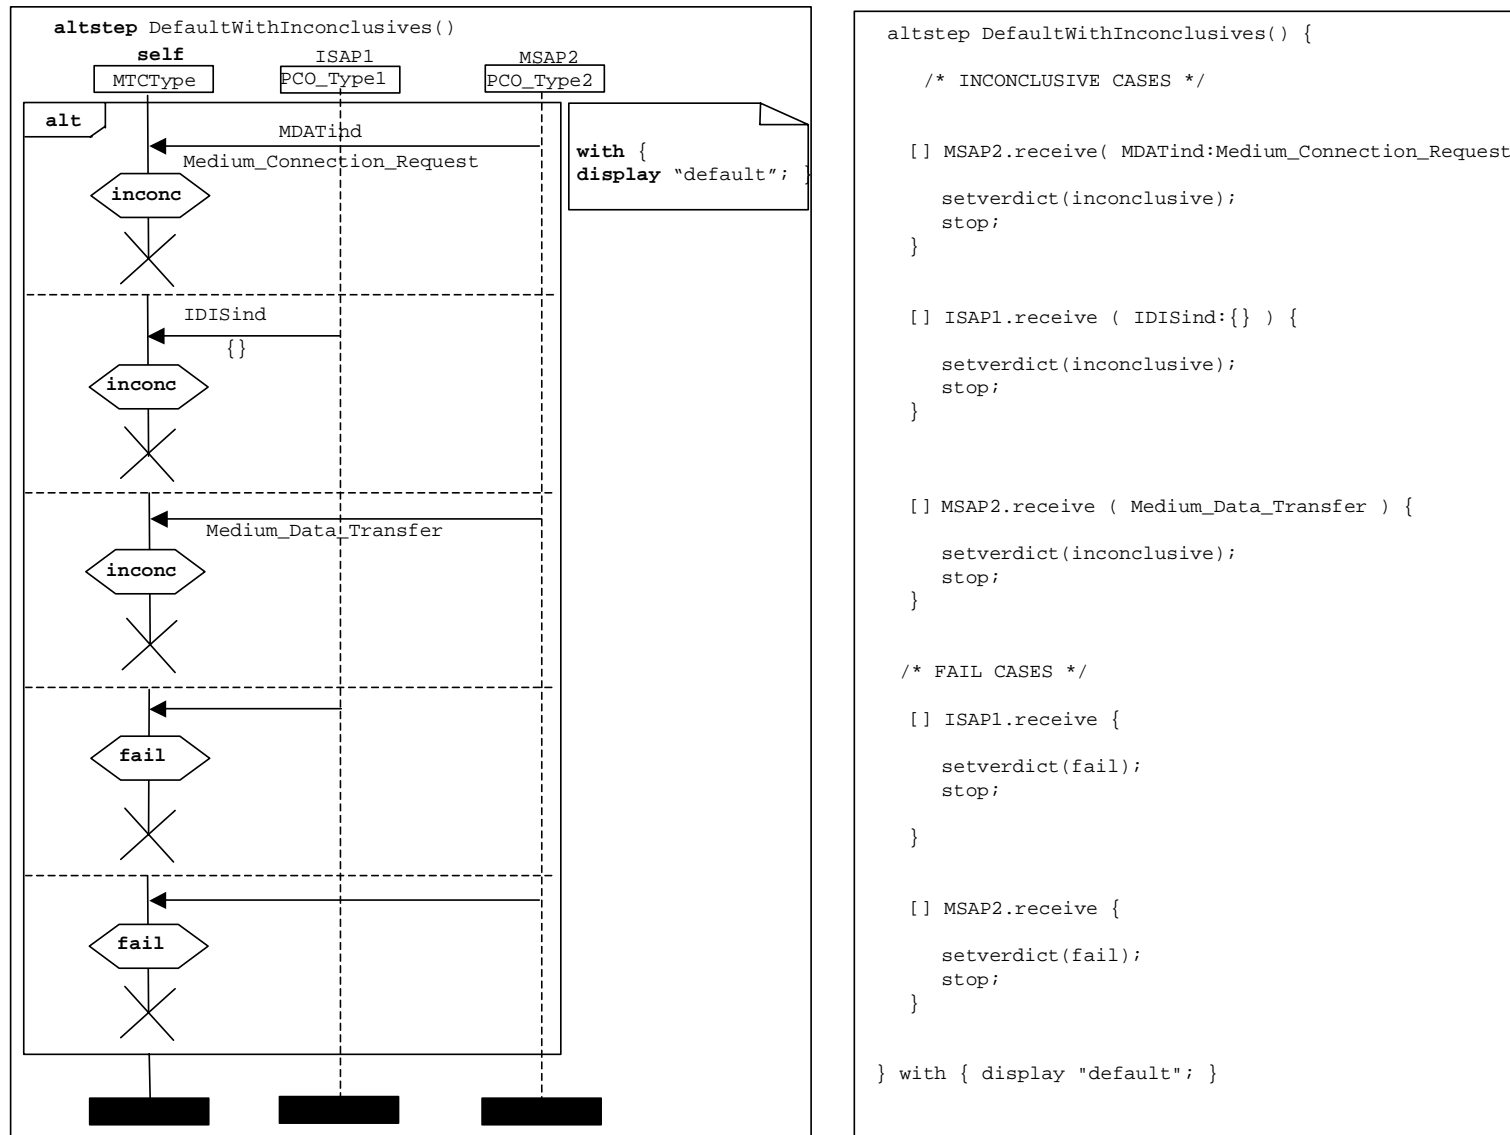 altstep DefaultWithInconclusives()
self ISAP1 MSAP2
MTCType PCO_Type1 PCO_Type2
alt
MDATind
Medium_Connection_Request
inconc
with {
display “default”; }
IDISind
{}
inconc
Medium_Data_Transfer
inconc
fail
fail
altstep DefaultWithInconclusives() {
/* INCONCLUSIVE CASES */
[] MSAP2.receive( MDATind:Medium_Connection_Request
setverdict(inconclusive);
stop;
}
[] ISAP1.receive ( IDISind:{} ) {
setverdict(inconclusive);
stop;
}
[] MSAP2.receive ( Medium_Data_Transfer ) {
setverdict(inconclusive);
stop;
}
/* FAIL CASES */
[] ISAP1.receive {
setverdict(fail);
stop;
}
[] MSAP2.receive {
setverdict(fail);
stop;
}
} with { display "default"; }